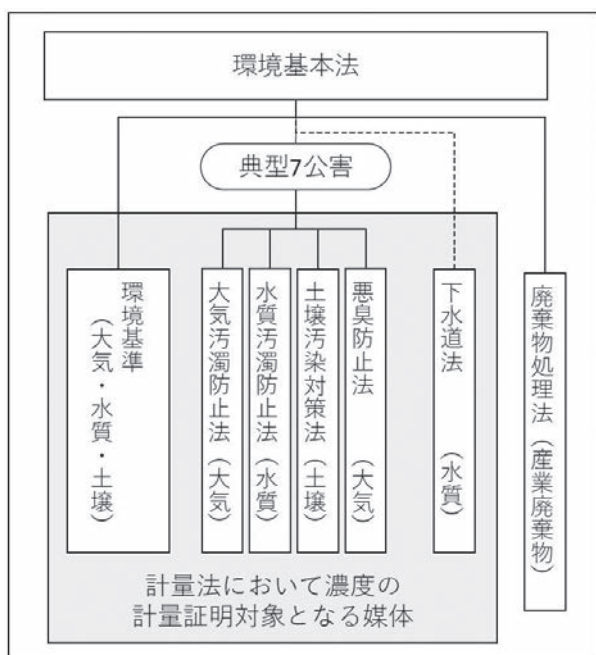 環境基本法
典型7公害
環境基準
(大気・水質・土壌)
大気汚濁防止法(大気)
水質汚濁防止法(水質)
土壌汚染対策法(土壌)
悪臭防止法(大気)
下水道法(水質)
廃棄物処理法(産業廃棄物)
計量法において濃度の
計量証明対象となる媒体